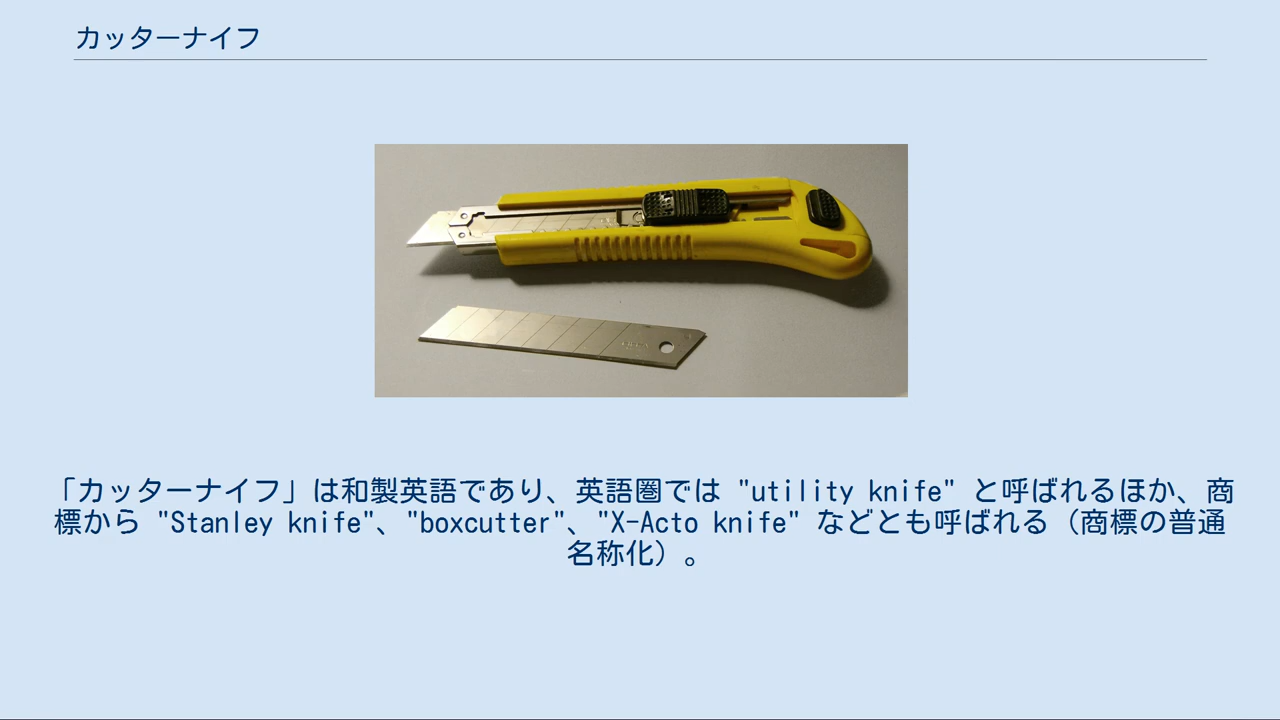 カッターナイフ
「カッターナイフ」は和製英語であり、英語圏では "utility knife" と呼ばれるほか、商
標から "Stanley knife"、"boxcutter"、"X-Acto knife" などとも呼ばれる（商標の普通
名称化）。